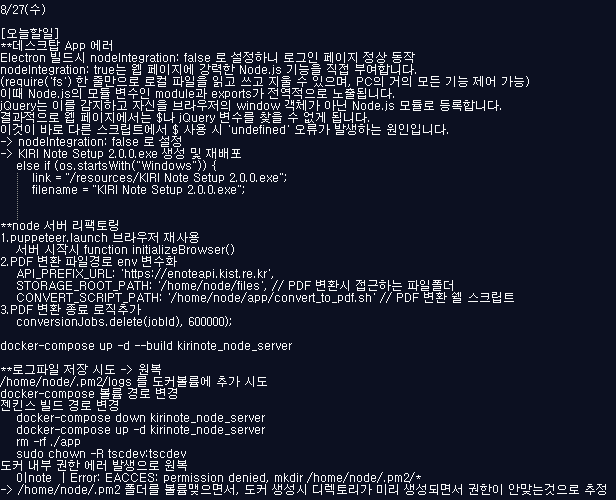 8/27(수)
[오늘할일]
**데스크탑 App 에러
Electron 빌드시 nodeIntegration: false 로 설정하니 로그인 페이지 정상 동작
nodeIntegration: true는 웹 페이지에 강력한 Node.js 기능을 직접 부여합니다.
(require('fs') 한 줄만으로 로컬 파일을 읽고 쓰고 지울 수 있으며, PC의 거의 모든 기능 제어 가능)
이때 Node.js의 모듈 변수인 module과 exports가 전역적으로 노출됩니다.
jQuery는 이를 감지하고 자신을 브라우저의 window 객체가 아닌 Node.js 모듈로 등록합니다.
결과적으로 웹 페이지에서는 $나 jQuery 변수를 찾을 수 없게 됩니다.
이것이 바로 다른 스크립트에서 $ 사용 시 'undefined' 오류가 발생하는 원인입니다.
-> nodeIntegration: false 로 설정
-> KIRI Note Setup 2.0.0.exe 생성 및 재배포
else if (os.startsWith("Windows")) {
link = "/resources/KIRI Note Setup 2.0.0.exe";
filename = "KIRI Note Setup 2.0.0.exe";
**node 서버 리팩토링
1.puppeteer.launch 브라우저 재사용
서버 시작시 function initializeBrowser()
2.PDF 변환 파일경로 env 변수화
API_PREFIX_URL: 'https://enoteapi.kist.re.kr',
STORAGE_ROOT_PATH: '/home/node/files', // PDF 변환시 접근하는 파일폴더
CONVERT_SCRIPT_PATH: '/home/node/app/convert_to_pdf.sh' // PDF 변환 쉘 스크립트
3.PDF 변환 종료 로직추가
conversionJobs.delete(jobId), 600000);
docker-compose up -d --build kirinote_node_server
**로그파일 저장 시도 -> 원복
/home/node/.pm2/logs 를 도커볼륨에 추가 시도
docker-compose 볼륨 경로 변경
젠킨스 빌드 경로 변경
docker-compose down kirinote_node_server
docker-compose up -d kirinote_node_server
rm -rf ./app
sudo chown -R tscdev:tscdev
도커 내부 권한 에러 발생으로 원복
0|note | Error: EACCES: permission denied, mkdir /home/node/.pm2/*
-> /home/node/.pm2 폴더를 볼륨맺으면서, 도커 생성시 디렉토리가 미리 생성되면서 권한이 안맞는것으로 추정